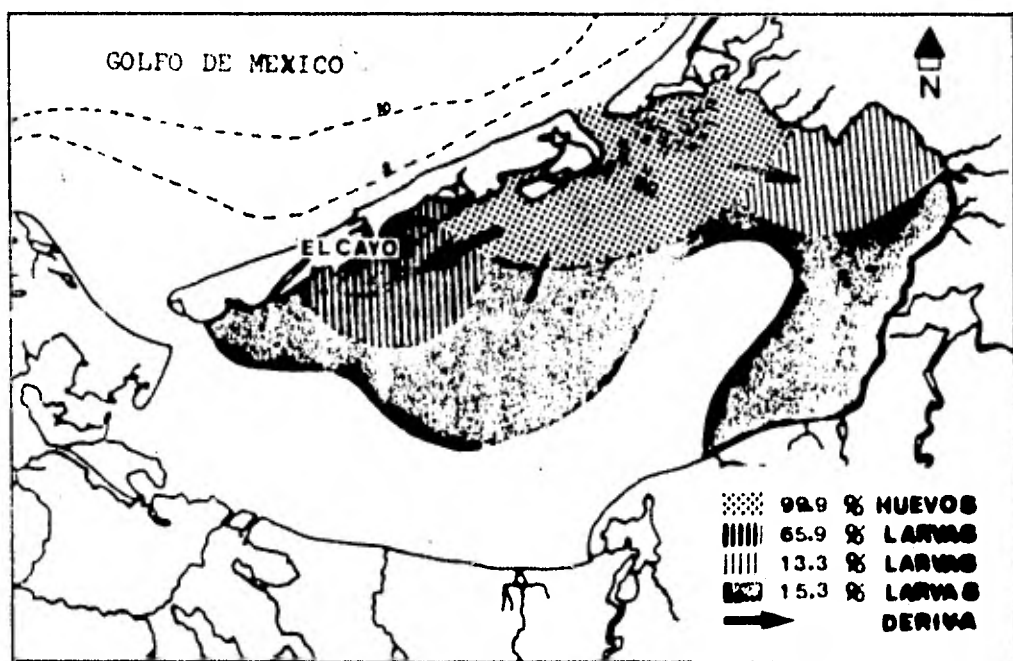 GOLFO DE MEXICO
N
10
EL CAYO
99.9 % HUEVOS
65.9 % LARVAS
13.3 % LARVAS
15.3 % LARVAS
DERIVA